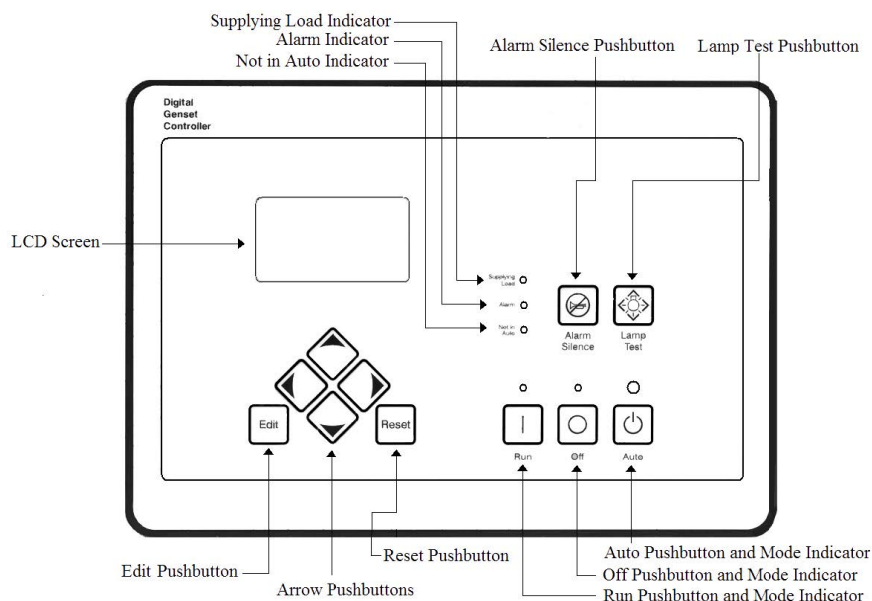 Supplying Load Indicator
Alarm Indicator
Not in Auto Indicator
Alarm Silence Pushbutton
Lamp Test Pushbutton
Digital
Genset
Controller
LCD Screen
Supplying
Load
Alarm
Not in
Auto
Alarm
Silence
Lamp
Test
Edit
Reset
Run
Off
Auto
Edit Pushbutton
Arrow Pushbuttons
Reset Pushbutton
Auto Pushbutton and Mode Indicator
Off Pushbutton and Mode Indicator
Run Pushbutton and Mode Indicator